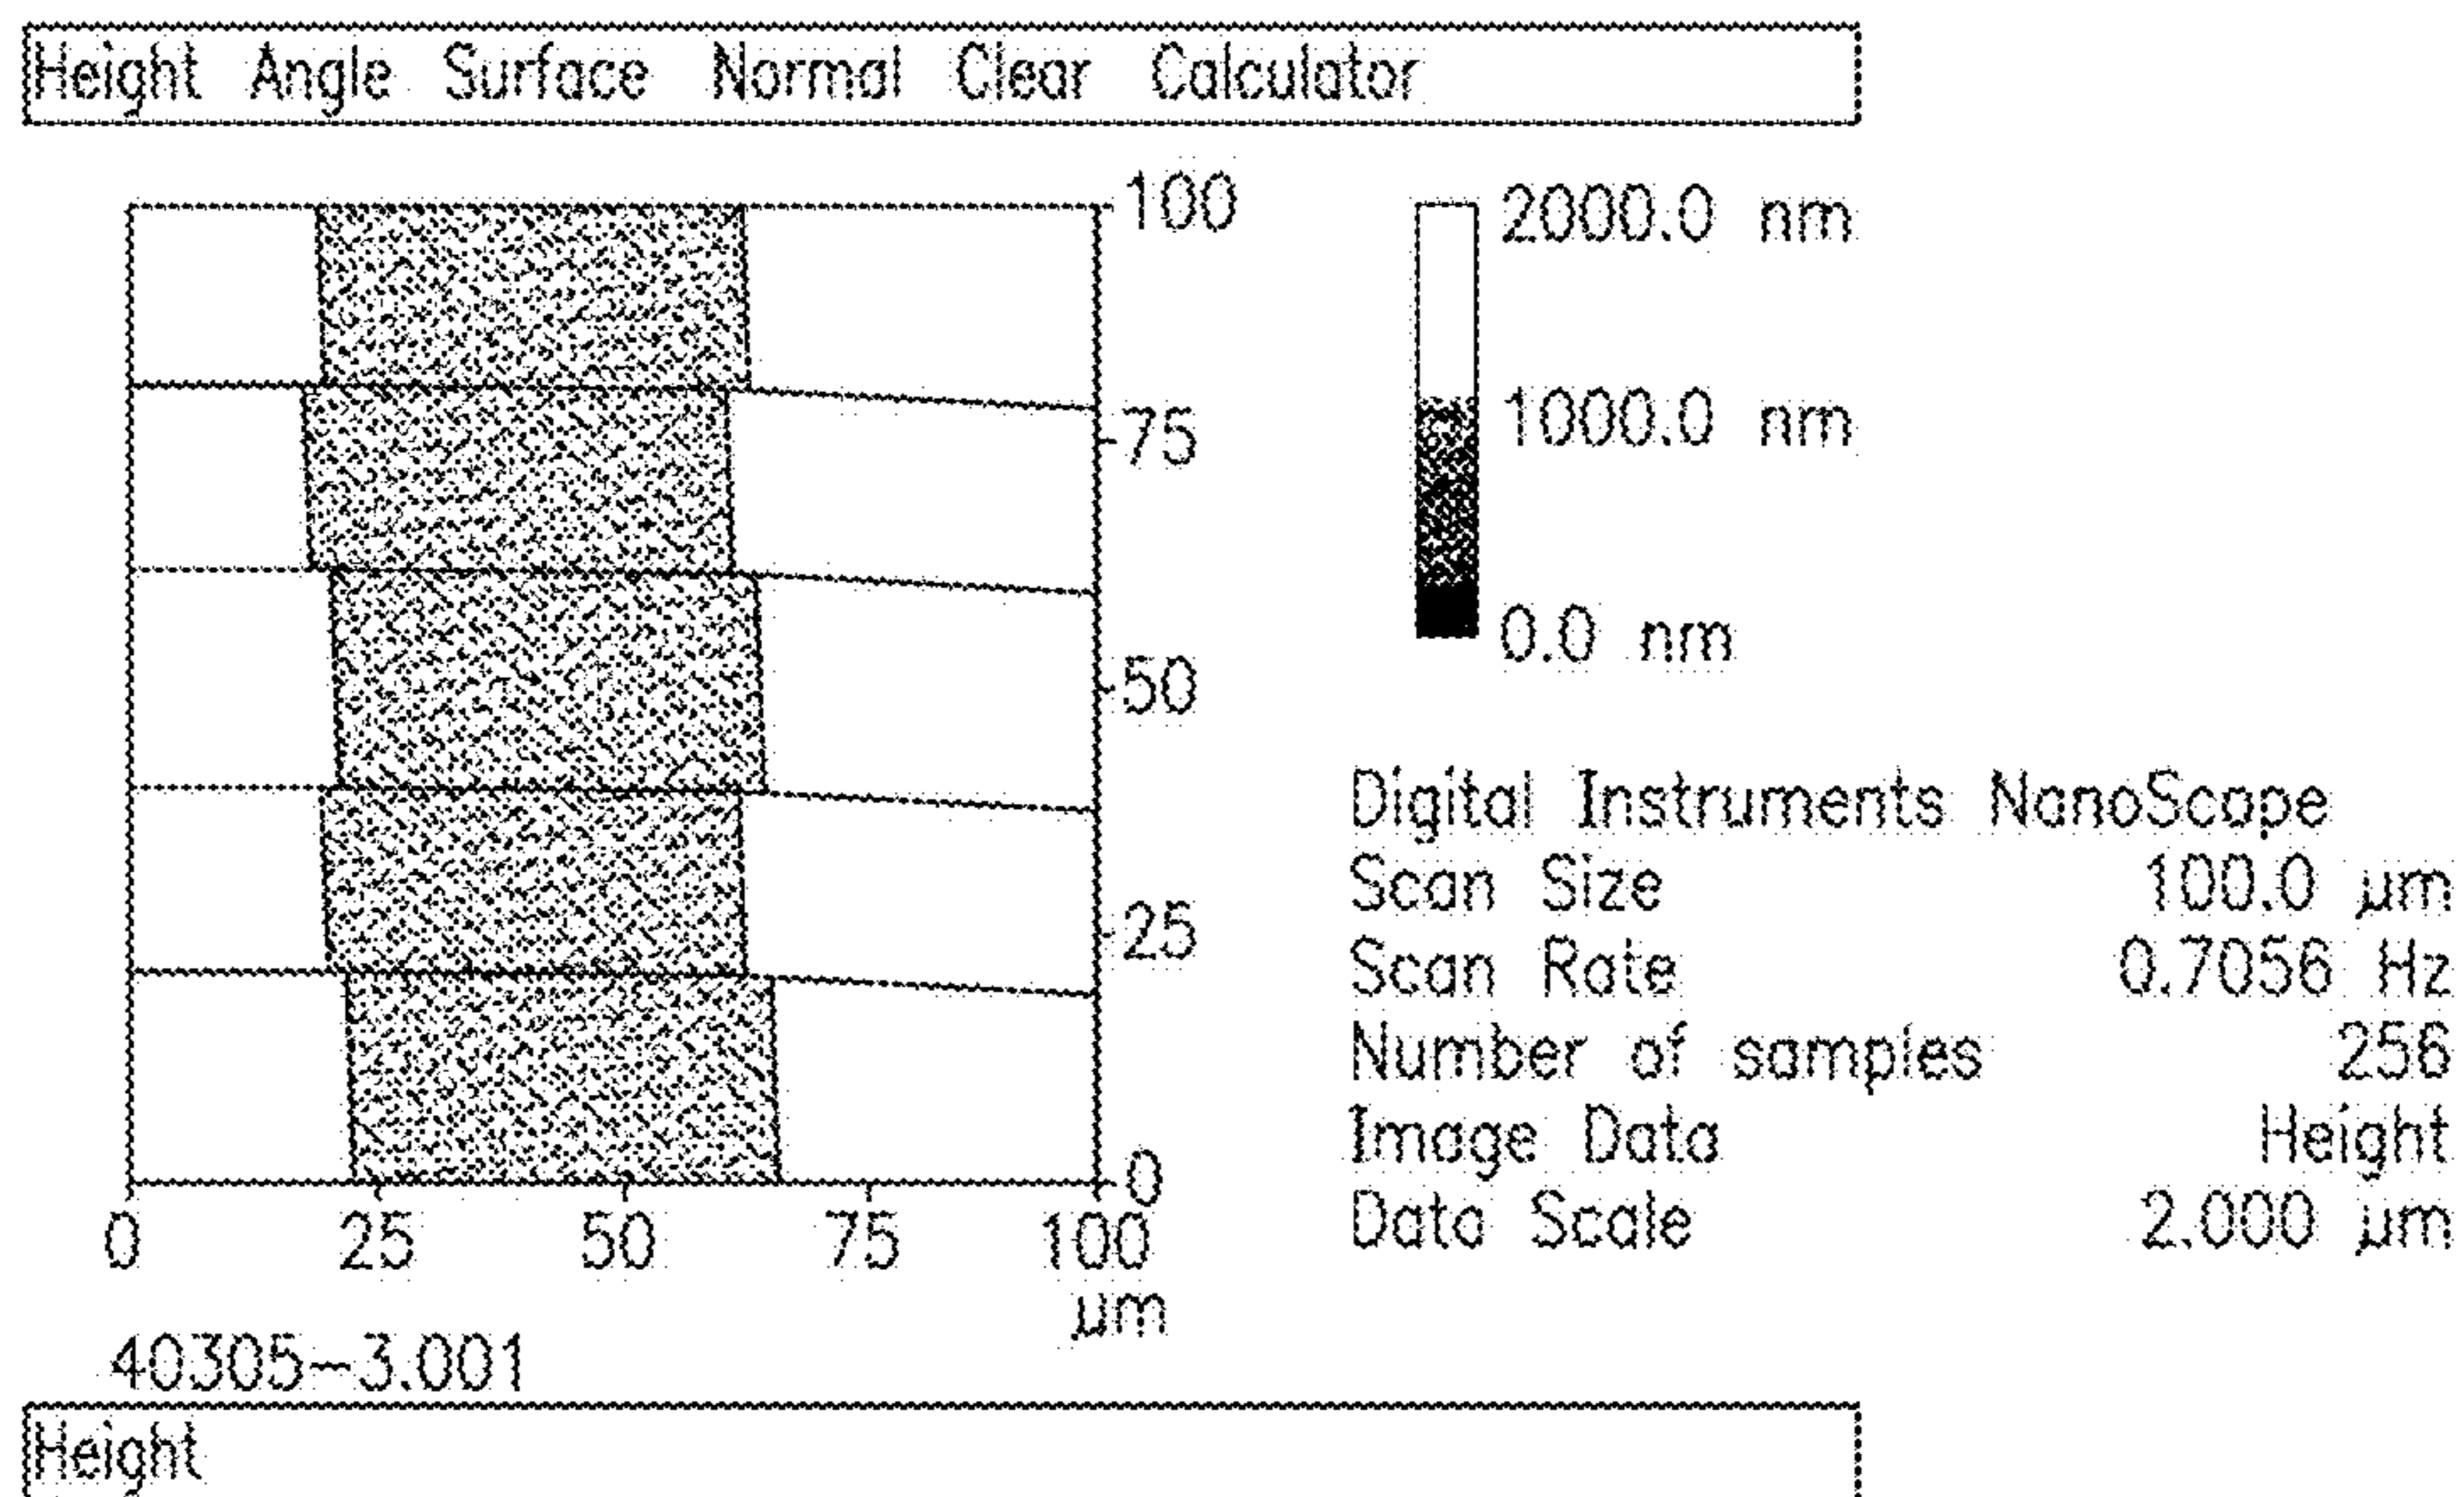 Height Angle Surface Normal Clear Calculator
100
75
50
25
0
0 25 50 75 100
µm
2000.0 nm
1000.0 nm
0.0 nm
Digital Instruments NanoScope
Scan Size 100.0 µm
Scan Rate 0.7056 Hz
Number of samples 256
Image Data Height
Data Scale 2.000 µm
40305-3.001
Height